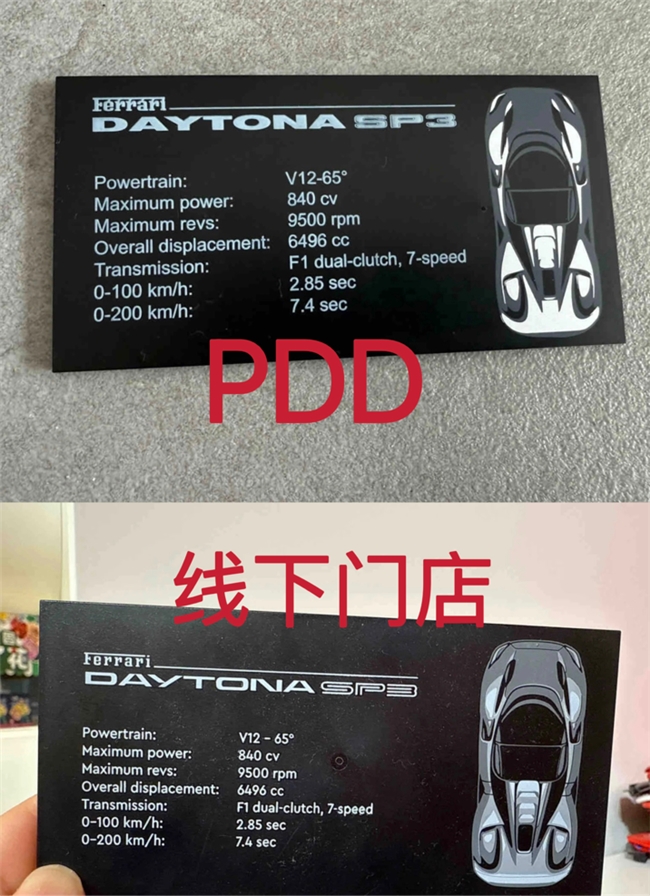 Ferrari
DAYTONA SP3
Powertrain: V12-65°
Maximum power: 840 cv
Maximum revs: 9500 rpm
Overall displacement: 6496 cc
Transmission: F1 dual-clutch, 7-speed
0-100 km/h: 2.85 sec
0-200 km/h: 7.4 sec
PDD
线下门店
花
Ferrari
DAYTONA SP3
Powertrain: V12 - 65°
Maximum power: 840 cv
Maximum revs: 9500 rpm
Overall displacement: 6496 cc
Transmission: F1 dual-clutch, 7-speed
0-100 km/h: 2.85 sec
0-200 km/h: 7.4 sec